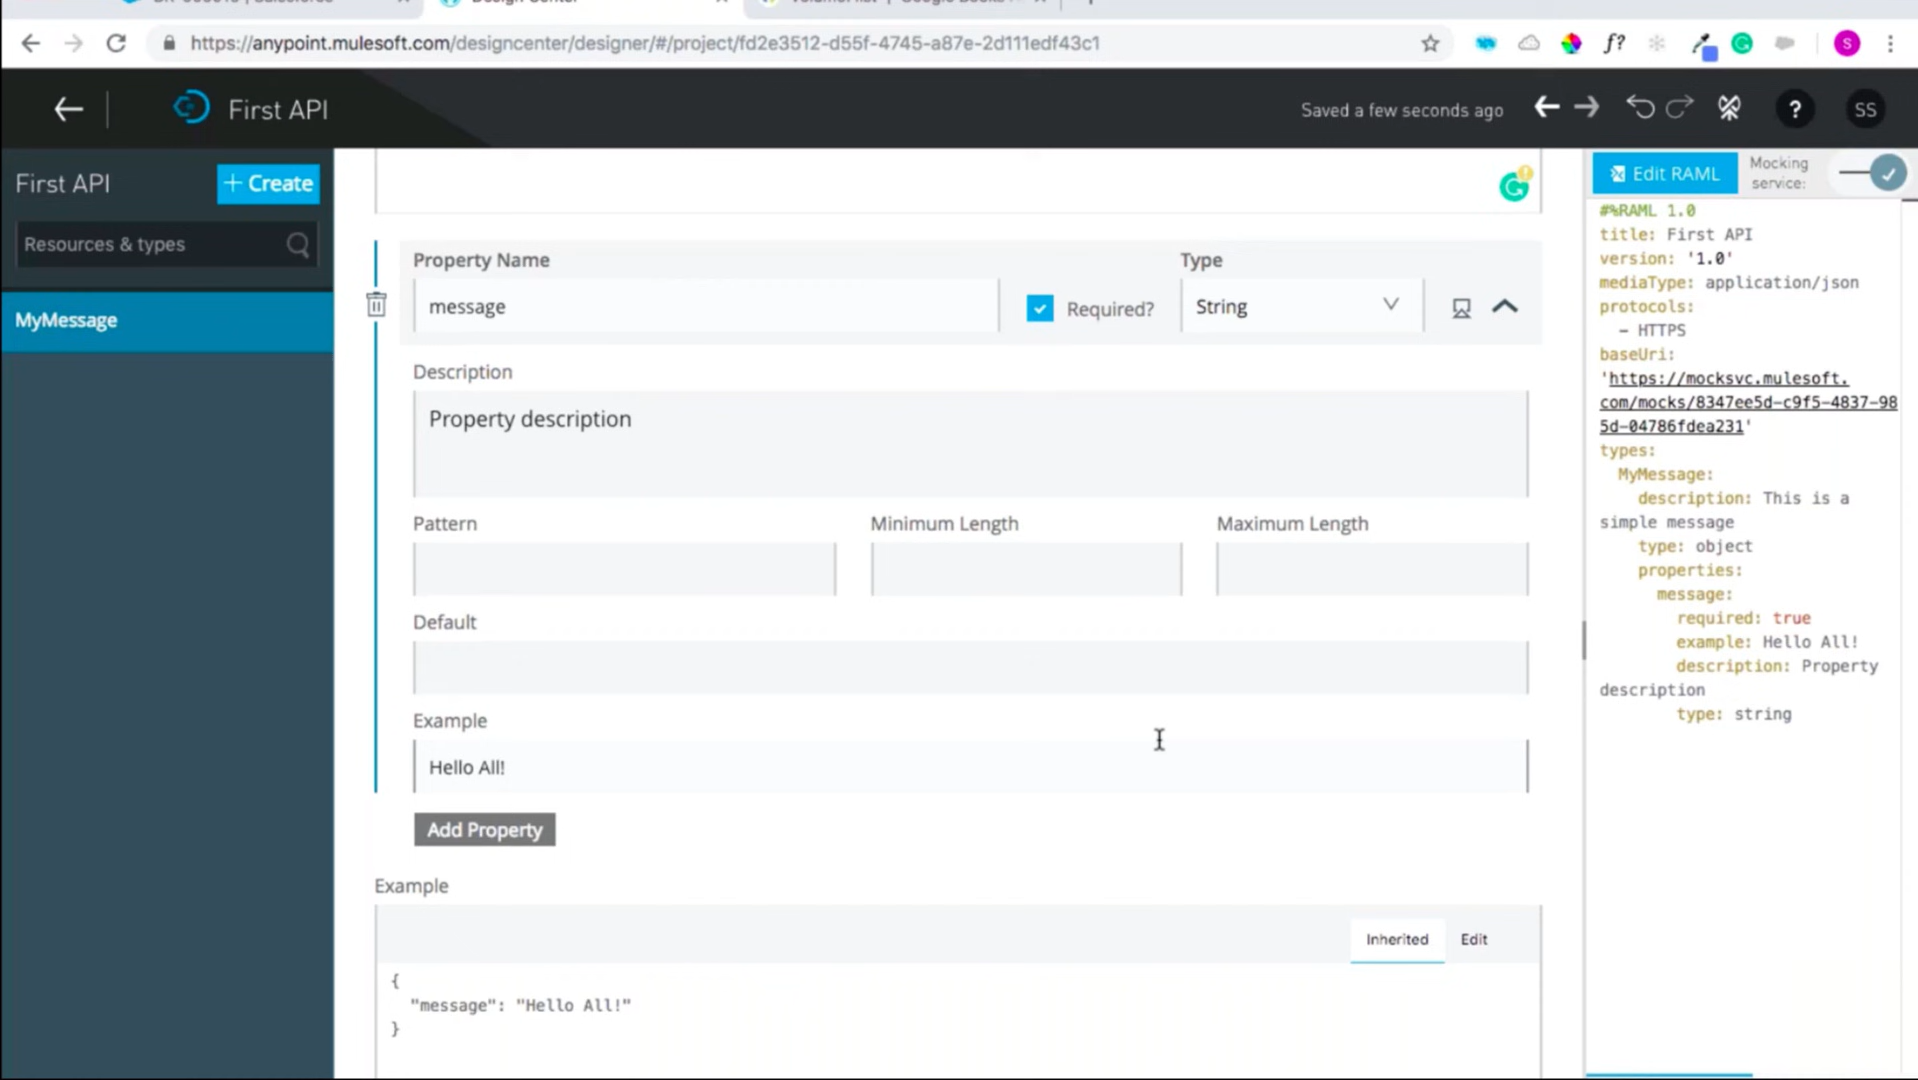 Design Center
https://anypoint.mulesoft.com/designcenter/designer/#/project/fd2e3512-d55f-4745-a87e-2d111edf43c1
f?
S
First API
Saved a few seconds ago
?
SS
First API
+ Create
Resources & types
MyMessage
Property Name
message
Required?
Type
String
Description
Property description
Pattern
Minimum Length
Maximum Length
Default
Example
Hello All!
Add Property
Example
Inherited
Edit
{
"message": "Hello All!"
}
Edit RAML
Mocking
service:
#%RAML 1.0
title: First API
version: '1.0'
mediaType: application/json
protocols:
- HTTPS
baseUri:
'https://mocksvc.mulesoft.
com/mocks/8347ee5d-c9f5-4837-98
5d-04786fdea231'
types:
MyMessage:
description: This is a
simple message
type: object
properties:
message:
required: true
example: Hello All!
description: Property
description
type: string